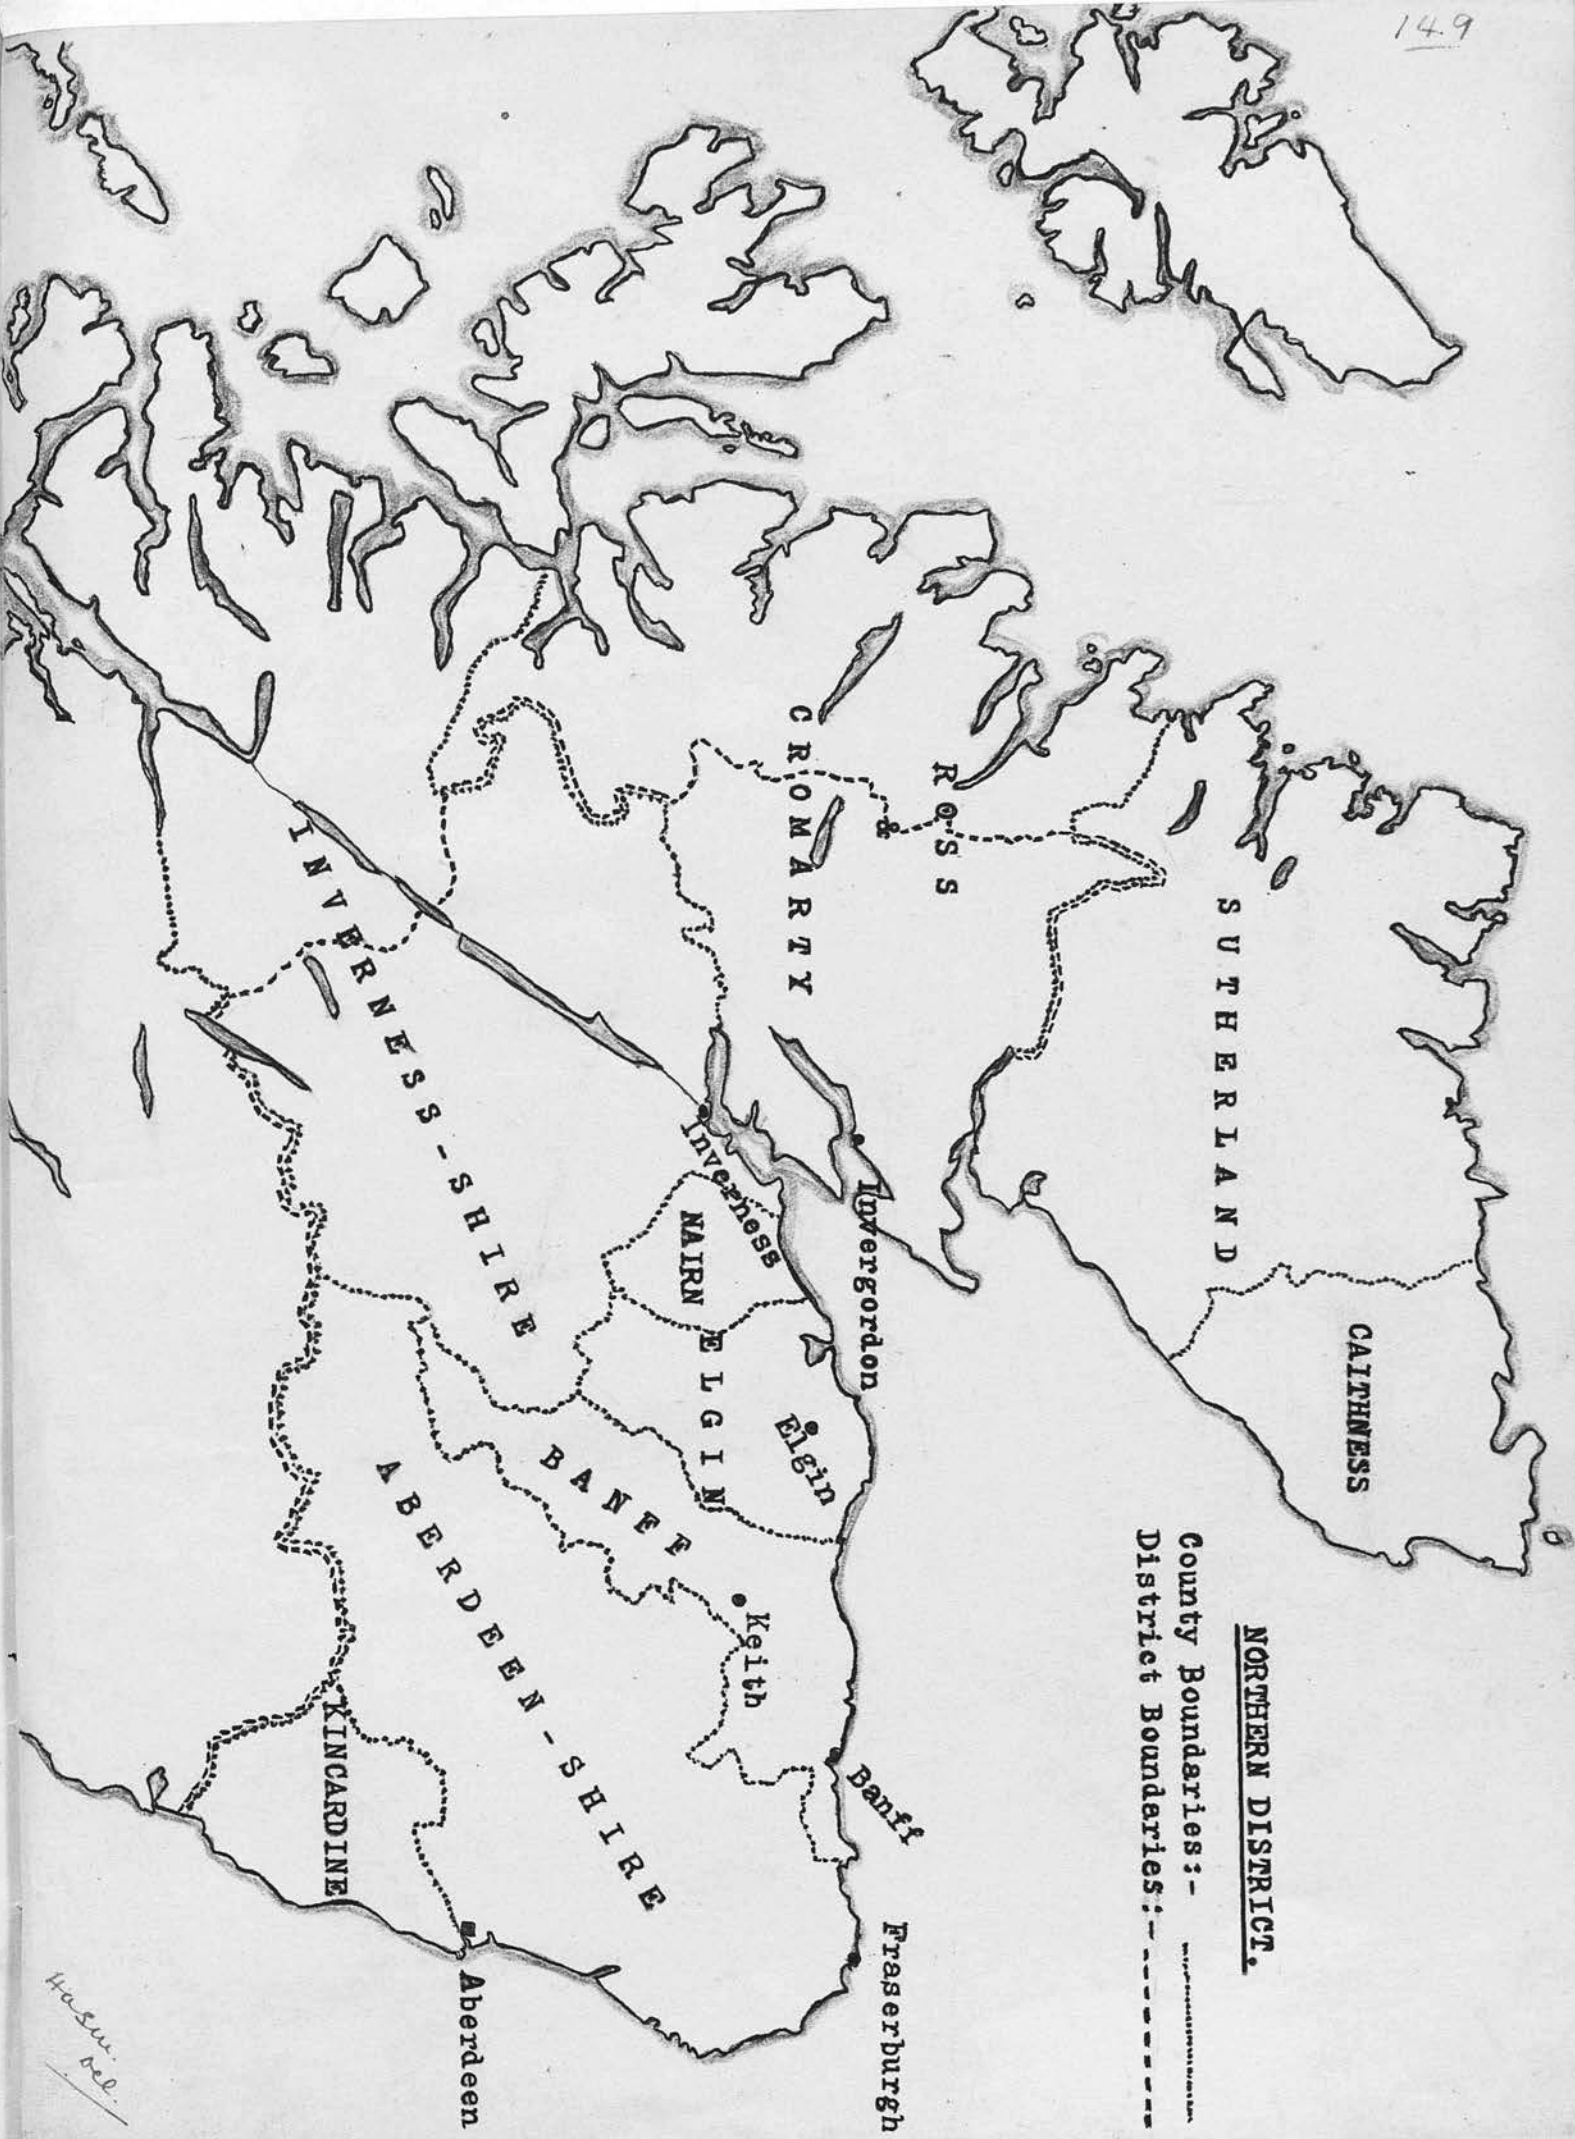 149
NORTHERN DISTRICT.
County Boundaries:-
District Boundaries:-
CAITHNESS
SUTHERLAND
ROSS
&
CROMARTY
Invergordon
Inverness
NAIRN
ELGIN
Elgin
BANFF
Keith
Banff
Fraserburgh
INVERNESS-SHIRE
ABERDEEN-SHIRE
KINCARDINE
Aberdeen